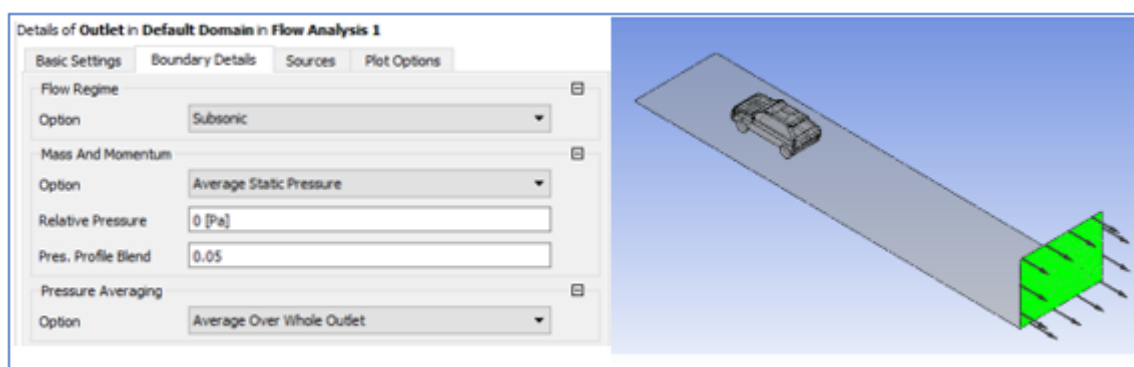 Details of Outlet in Default Domain in Flow Analysis 1
Basic Settings Boundary Details Sources Plot Options
Flow Regime
Option Subsonic
Mass And Momentum
Option Average Static Pressure
Relative Pressure 0 [Pa]
Pres. Profile Blend 0.05
Pressure Averaging
Option Average Over Whole Outlet